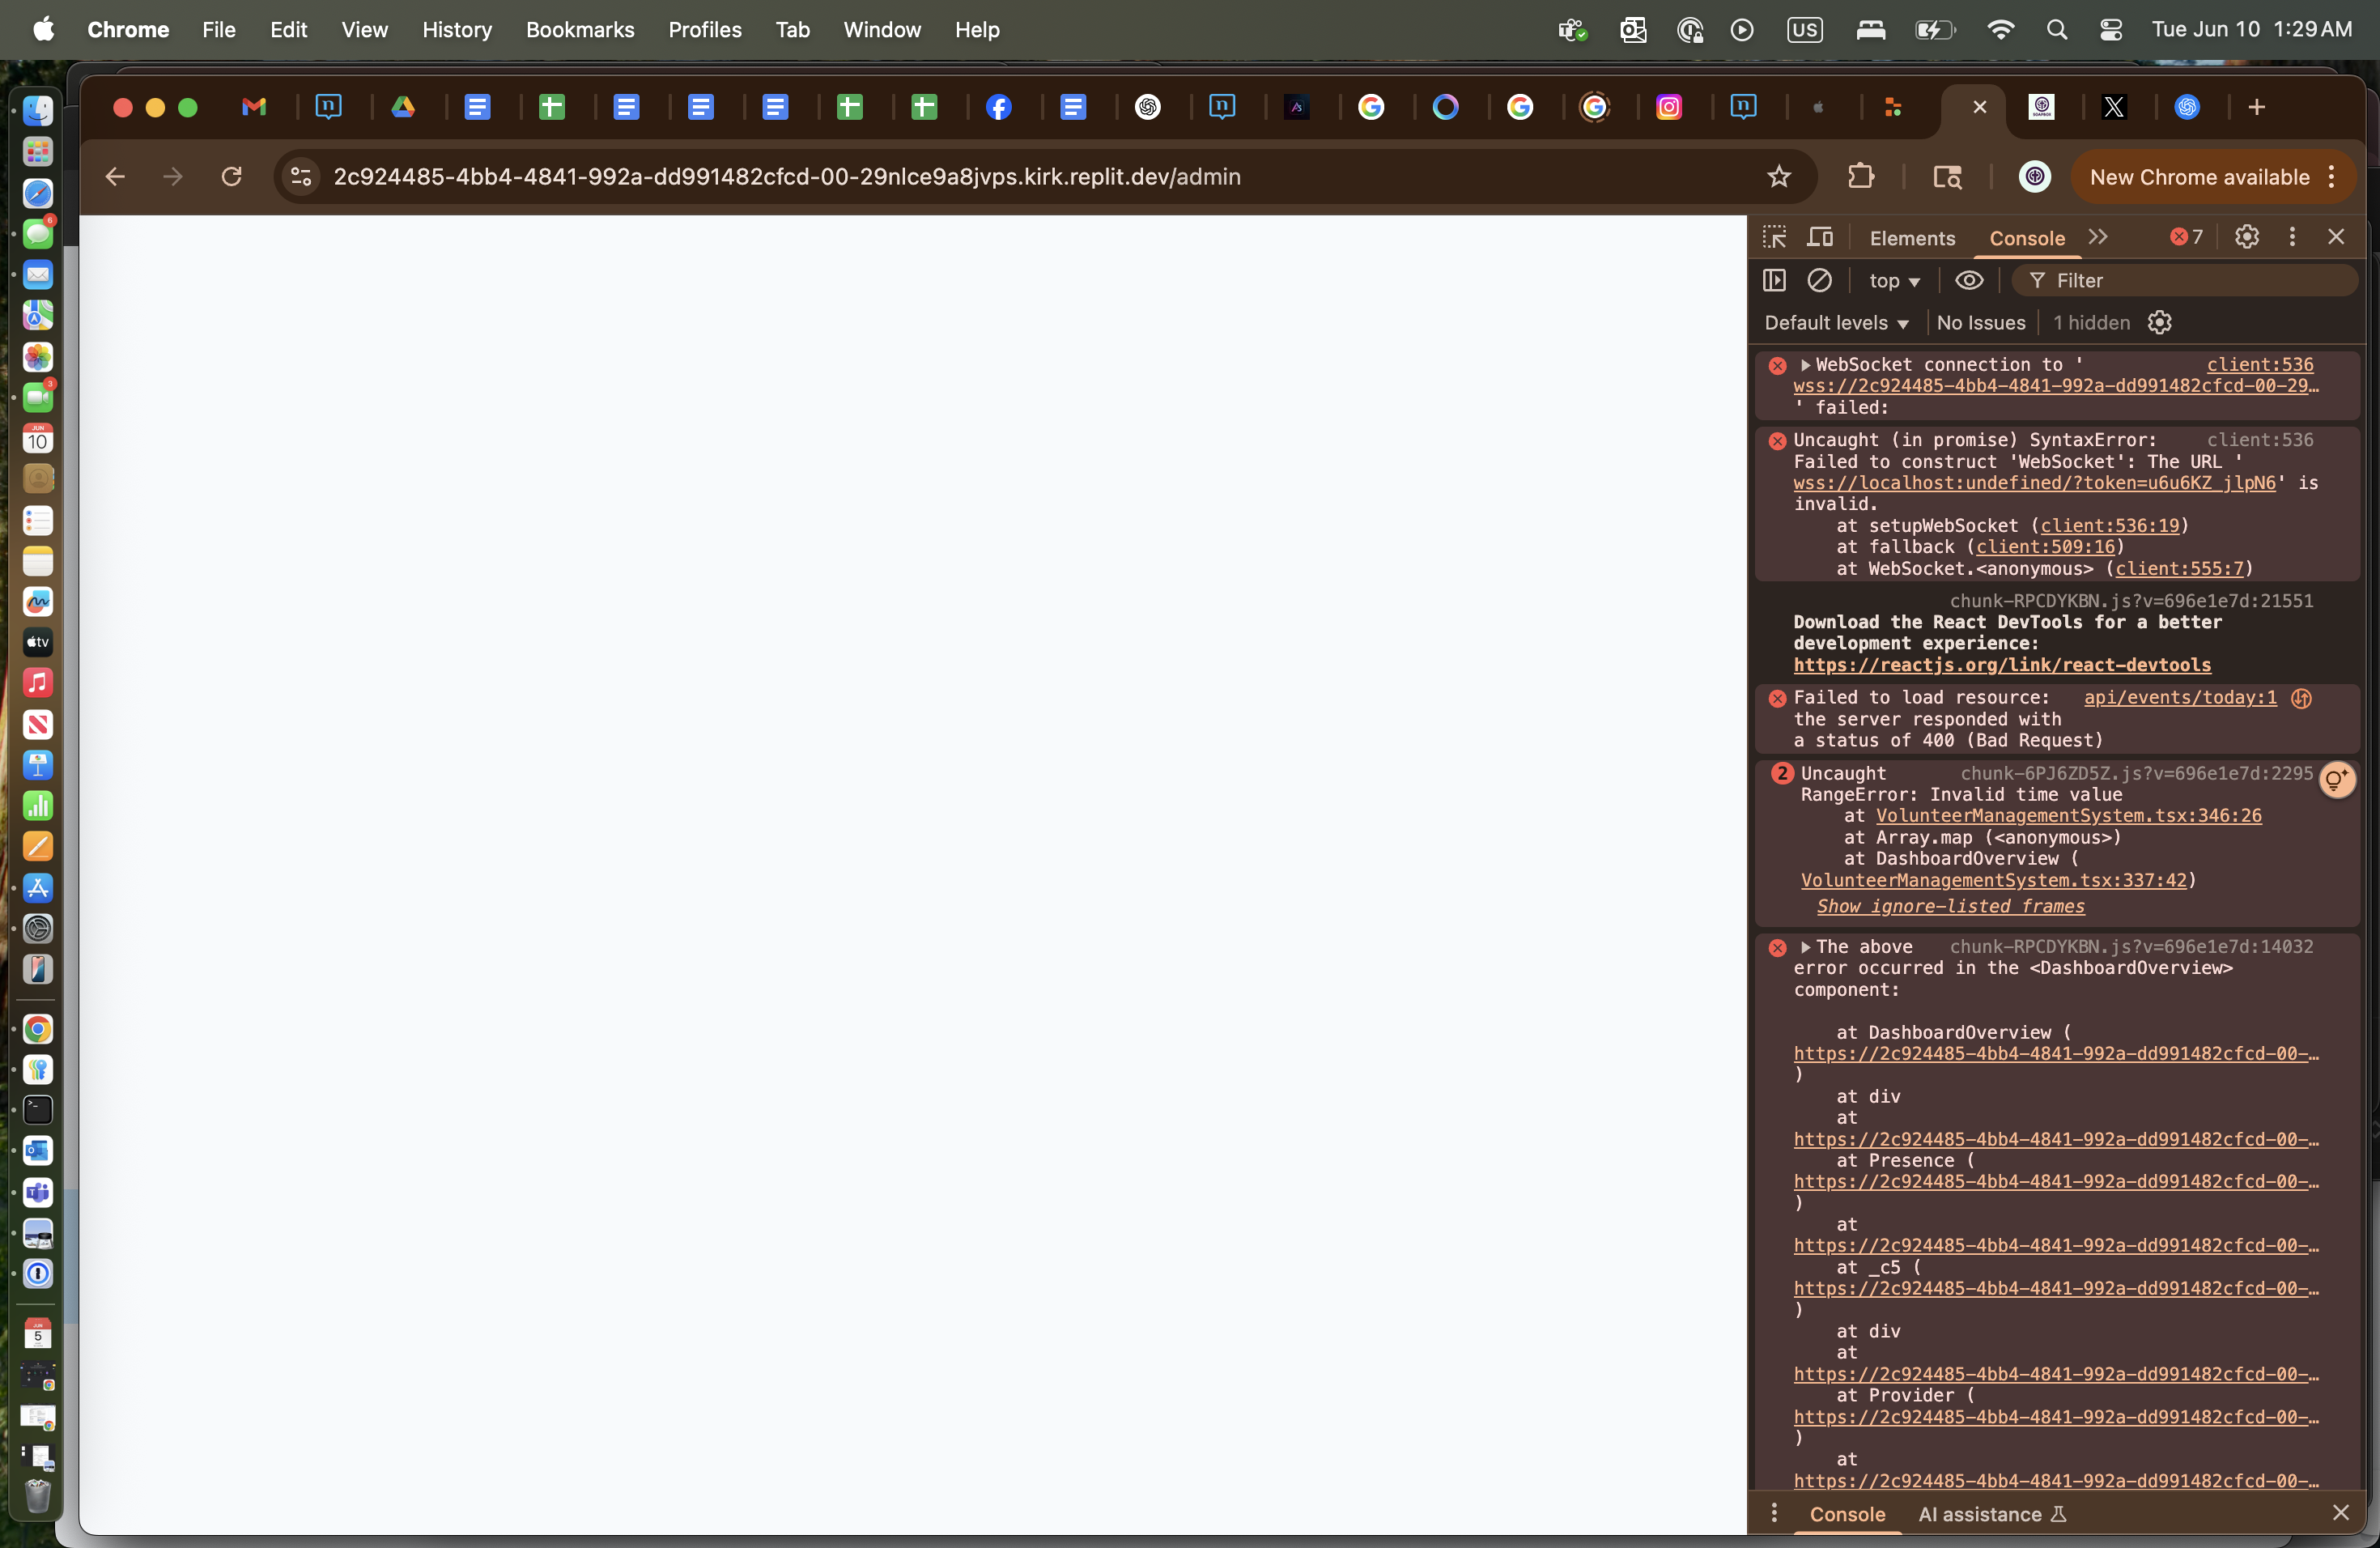 Chrome File Edit View History Bookmarks Profiles Tab Window Help US Tue Jun 10 1:29 AM
2c924485-4bb4-4841-992a-dd991482cfcd-00-29nlce9a8jvps.kirk.replit.dev/admin New Chrome available
Elements Console 7
top Filter
Default levels No Issues 1 hidden
WebSocket connection to ' client:536
wss://2c924485-4bb4-4841-992a-dd991482cfcd-00-29…
' failed:
Uncaught (in promise) SyntaxError: client:536
Failed to construct 'WebSocket': The URL '
wss://localhost:undefined/?token=u6u6KZ_jlpN6' is
invalid.
at setupWebSocket (client:536:19)
at fallback (client:509:16)
at WebSocket.<anonymous> (client:555:7)
chunk-RPCDYKBN.js?v=696e1e7d:21551
Download the React DevTools for a better
development experience:
https://reactjs.org/link/react-devtools
Failed to load resource: api/events/today:1
the server responded with
a status of 400 (Bad Request)
2 Uncaught chunk-6PJ6ZD5Z.js?v=696e1e7d:2295
RangeError: Invalid time value
at VolunteerManagementSystem.tsx:346:26
at Array.map (<anonymous>)
at DashboardOverview (
VolunteerManagementSystem.tsx:337:42)
Show ignore-listed frames
The above chunk-RPCDYKBN.js?v=696e1e7d:14032
error occurred in the <DashboardOverview>
component:
at DashboardOverview (
https://2c924485-4bb4-4841-992a-dd991482cfcd-00-…
)
at div
at
https://2c924485-4bb4-4841-992a-dd991482cfcd-00-…
at Presence (
https://2c924485-4bb4-4841-992a-dd991482cfcd-00-…
)
at
https://2c924485-4bb4-4841-992a-dd991482cfcd-00-…
at _c5 (
https://2c924485-4bb4-4841-992a-dd991482cfcd-00-…
)
at div
at
https://2c924485-4bb4-4841-992a-dd991482cfcd-00-…
at Provider (
https://2c924485-4bb4-4841-992a-dd991482cfcd-00-…
)
at
https://2c924485-4bb4-4841-992a-dd991482cfcd-00-…
Console AI assistance
6
3
JUN
10
tv
JUN
5